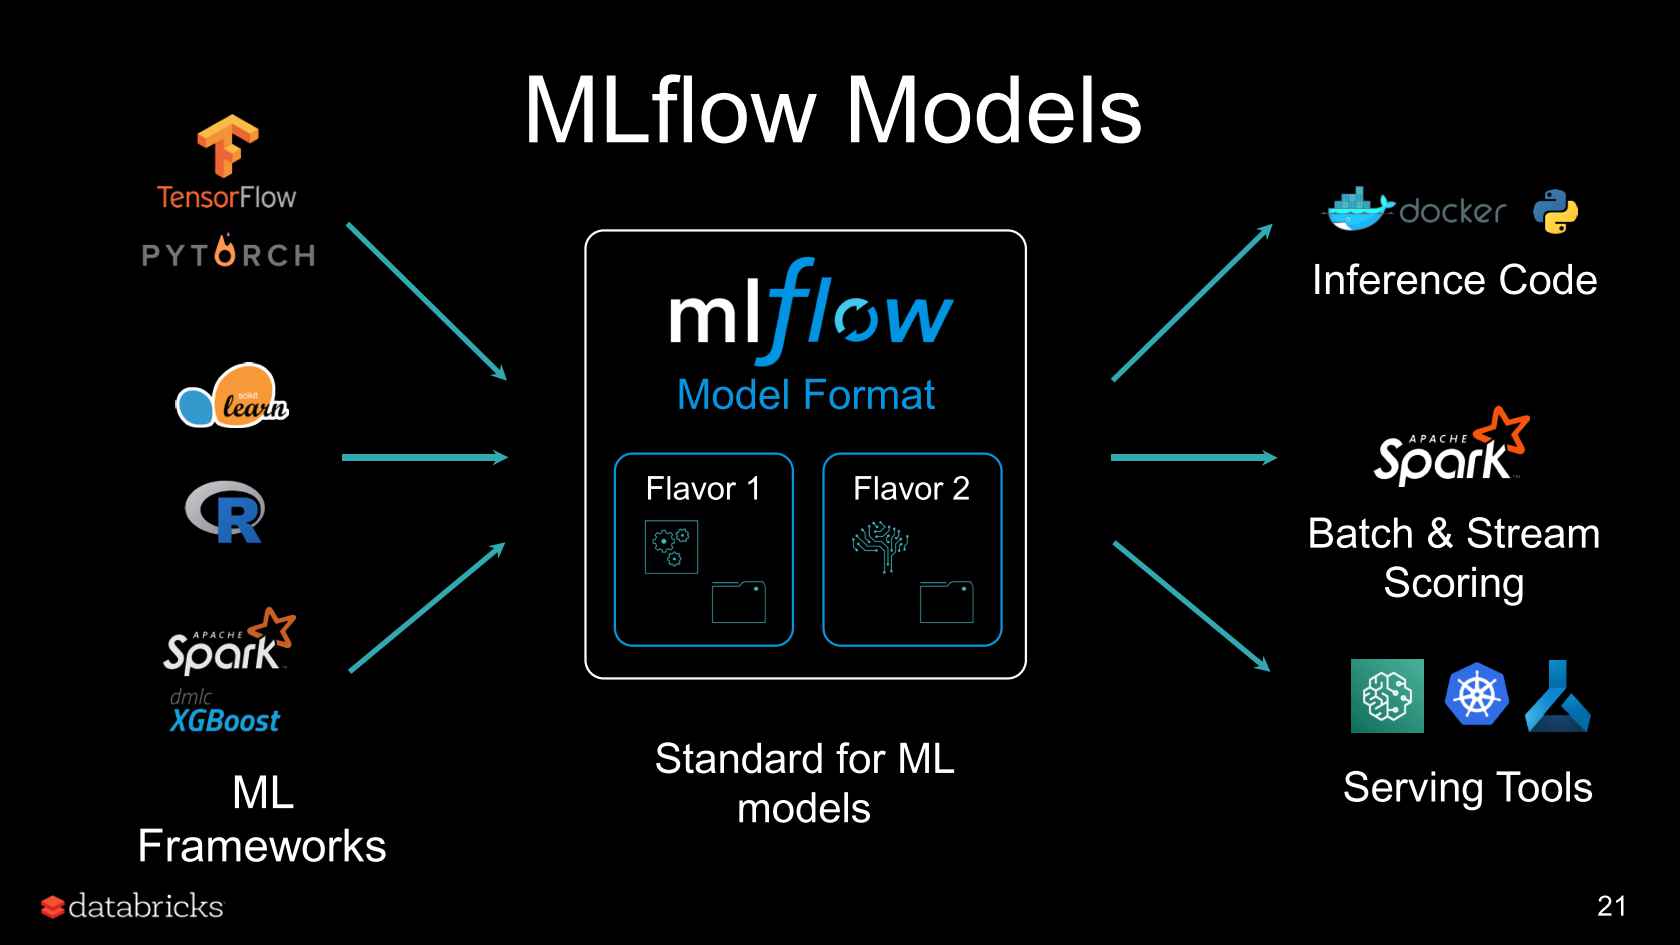 MLflow Models
TensorFlow
PYTORCH
scikit
learn
R
APACHE
Spark
dmlc
XGBoost
ML
Frameworks
mlflow
Model Format
Flavor 1
Flavor 2
Standard for ML
models
docker
Inference Code
APACHE
Spark
Batch & Stream
Scoring
Serving Tools
databricks
21